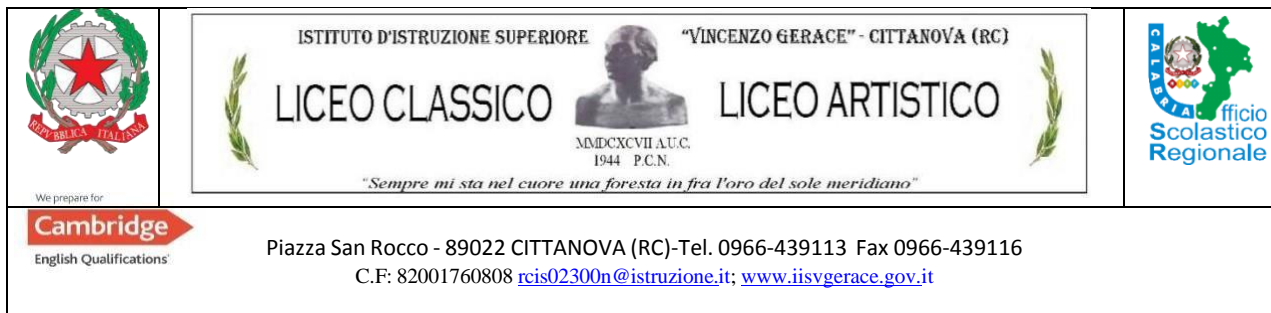 REPVBBLICA ITALIANA
ISTITUTO D'ISTRUZIONE SUPERIORE "VINCENZO GERACE" - CITTANOVA (RC)
LICEO CLASSICO LICEO ARTISTICO
MMDCXCVII A.U.C.
1944 P.C.N.
"Sempre mi sta nel cuore una foresta in fra l'oro del sole meridiano"
CALABRIA
Ufficio
Scolastico
Regionale
We prepare for
Cambridge
English Qualifications
Piazza San Rocco - 89022 CITTANOVA (RC)-Tel. 0966-439113 Fax 0966-439116
C.F: 82001760808 rcis02300n@istruzione.it; www.iisvgerace.gov.it